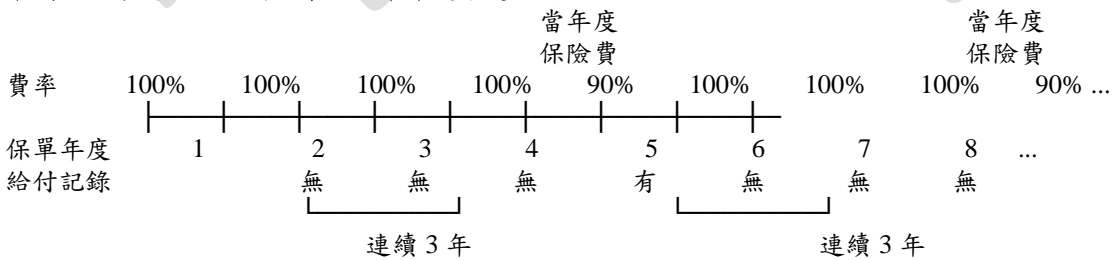 當年度 當年度
保險費 保險費
費率 100% 100% 100% 100% 90% 100% 100% 100% 90% ...
保單年度 1 2 3 4 5 6 7 8 ...
給付記錄 無 無 無 有 無 無 無
連續 3 年 連續 3 年